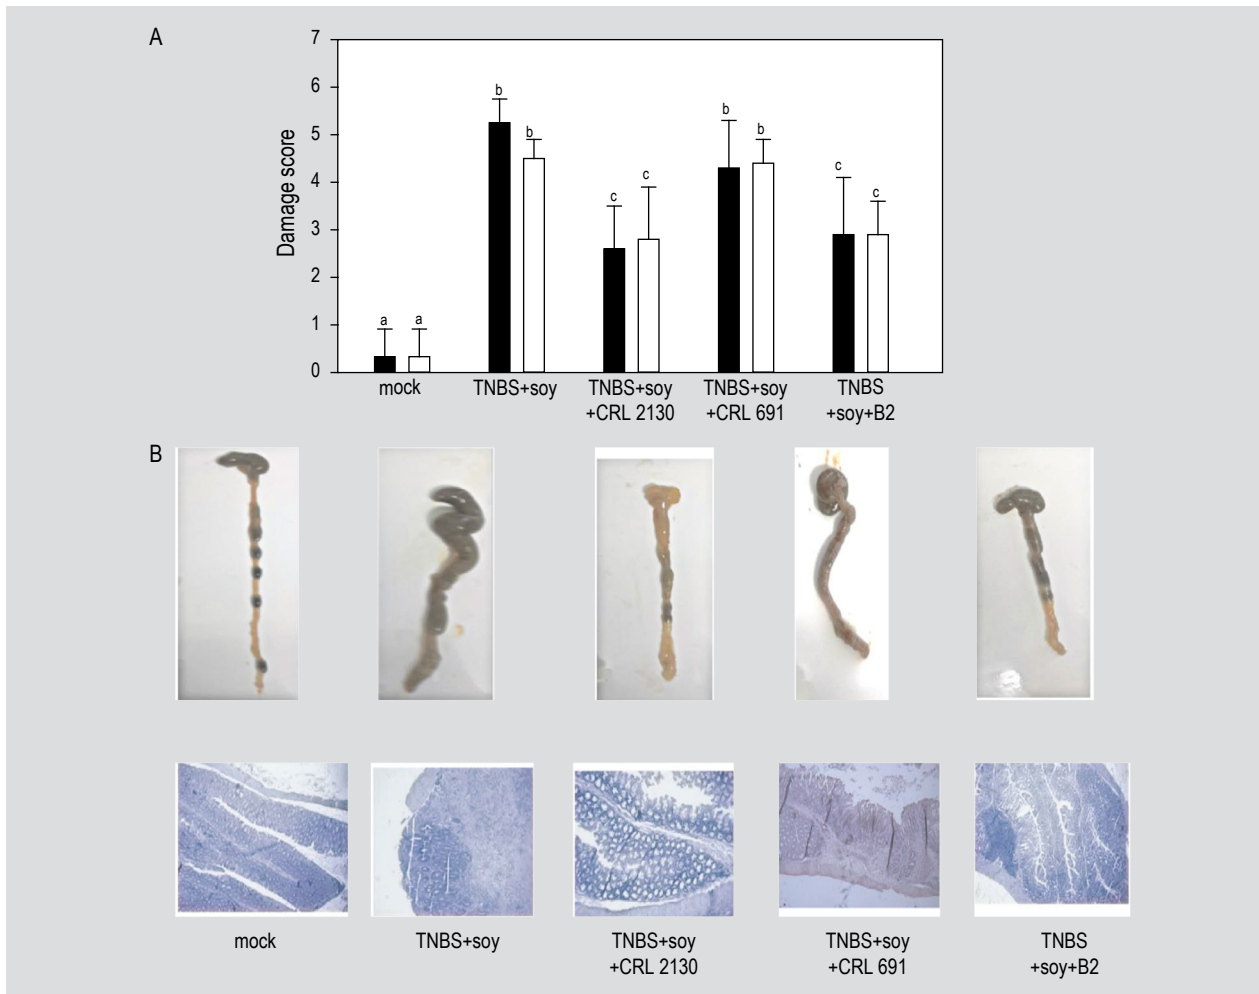 A
Damage score
7
6
5
4
3
2
1
0
a
a
b
b
c
c
b
b
c
c
mock
TNBS+soy
TNBS+soy
+CRL 2130
TNBS+soy
+CRL 691
TNBS
+soy+B2
B
mock
TNBS+soy
TNBS+soy
+CRL 2130
TNBS+soy
+CRL 691
TNBS
+soy+B2